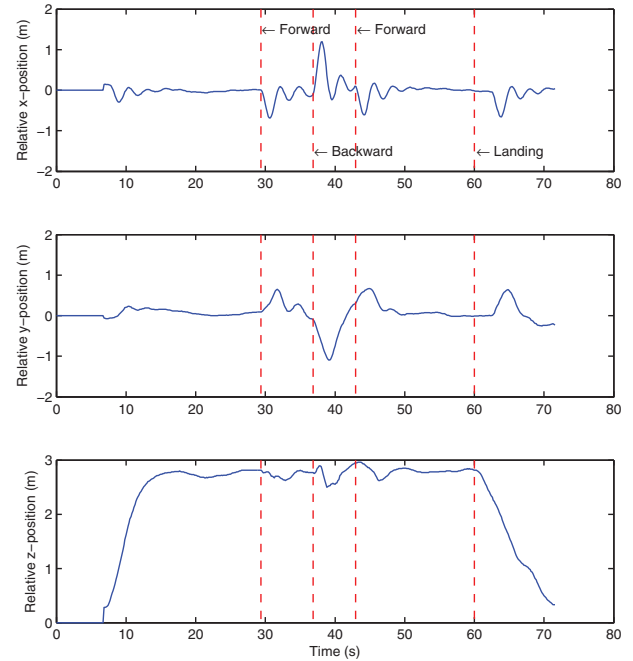 2
1
0
−1
−2
Relative x−position (m)
← Forward
← Forward
← Backward
← Landing
0 10 20 30 40 50 60 70 80
2
1
0
−1
−2
Relative y−position (m)
0 10 20 30 40 50 60 70 80
3
2
1
0
Relative z−position (m)
0 10 20 30 40 50 60 70 80
Time (s)